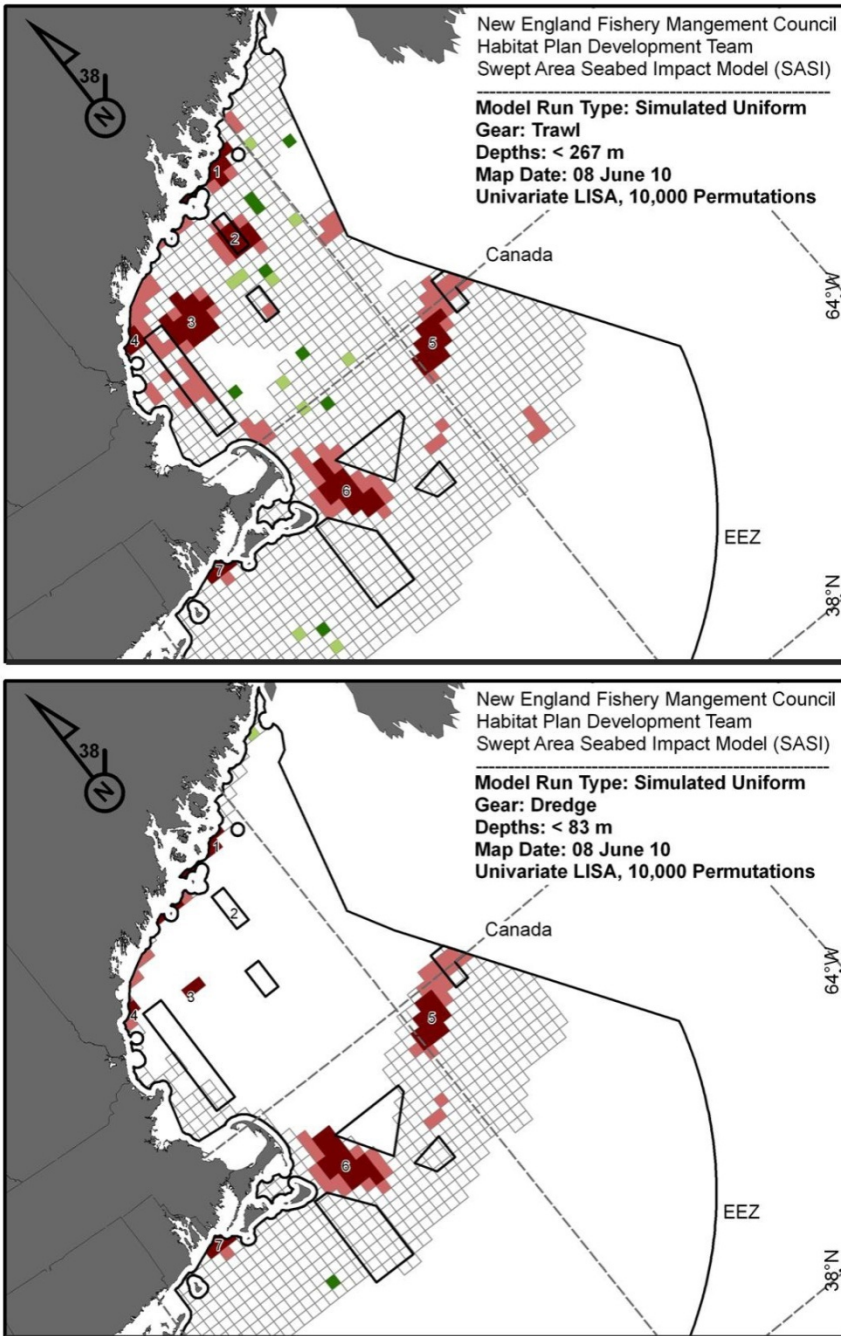 New England Fishery Mangement Council
Habitat Plan Development Team
Swept Area Seabed Impact Model (SASI)
Model Run Type: Simulated Uniform
Gear: Trawl
Depths: < 267 m
Map Date: 08 June 10
Univariate LISA, 10,000 Permutations
38
N
1
2
Canada
64°W
3
4
5
6
EEZ
7
38°N
New England Fishery Mangement Council
Habitat Plan Development Team
Swept Area Seabed Impact Model (SASI)
Model Run Type: Simulated Uniform
Gear: Dredge
Depths: < 83 m
Map Date: 08 June 10
Univariate LISA, 10,000 Permutations
38
N
1
2
Canada
64°W
3
4
5
6
EEZ
7
38°N